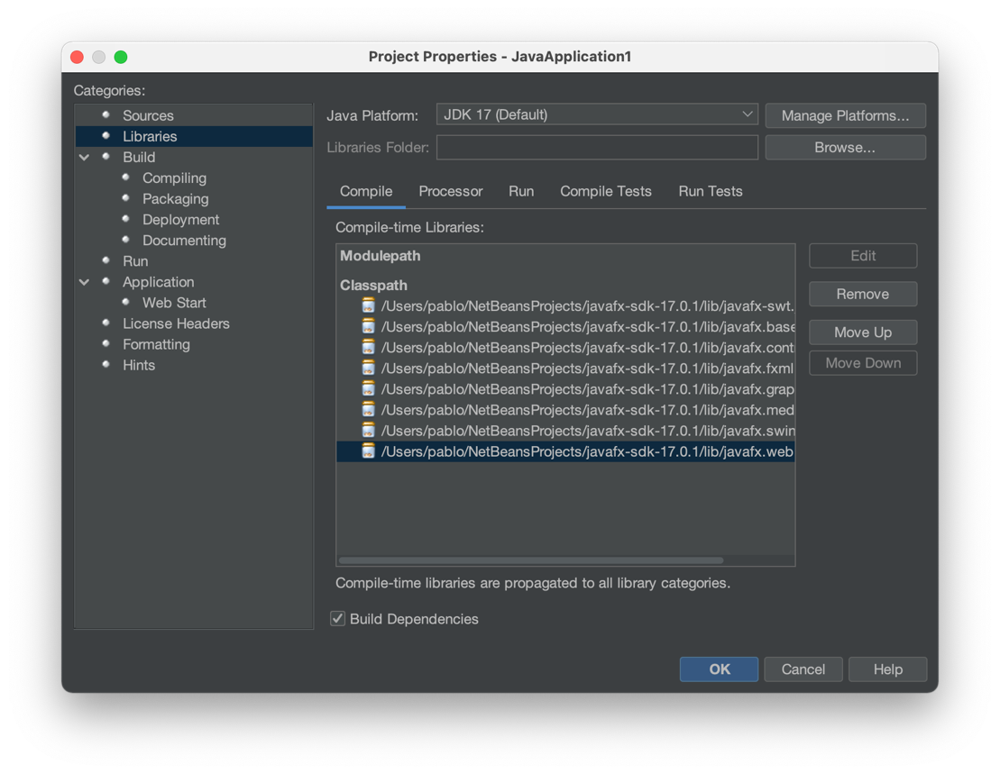 Project Properties - JavaApplication1
Categories:
Sources
Libraries
Build
Compiling
Packaging
Deployment
Documenting
Run
Application
Web Start
License Headers
Formatting
Hints
Java Platform: JDK 17 (Default) Manage Platforms...
Libraries Folder: Browse...
Compile Processor Run Compile Tests Run Tests
Compile-time Libraries:
Modulepath
Classpath
/Users/pablo/NetBeansProjects/javafx-sdk-17.0.1/lib/javafx-swt.
/Users/pablo/NetBeansProjects/javafx-sdk-17.0.1/lib/javafx.base
/Users/pablo/NetBeansProjects/javafx-sdk-17.0.1/lib/javafx.cont
/Users/pablo/NetBeansProjects/javafx-sdk-17.0.1/lib/javafx.fxml
/Users/pablo/NetBeansProjects/javafx-sdk-17.0.1/lib/javafx.grap
/Users/pablo/NetBeansProjects/javafx-sdk-17.0.1/lib/javafx.med
/Users/pablo/NetBeansProjects/javafx-sdk-17.0.1/lib/javafx.swin
/Users/pablo/NetBeansProjects/javafx-sdk-17.0.1/lib/javafx.web
Edit
Remove
Move Up
Move Down
Compile-time libraries are propagated to all library categories.
Build Dependencies
OK Cancel Help